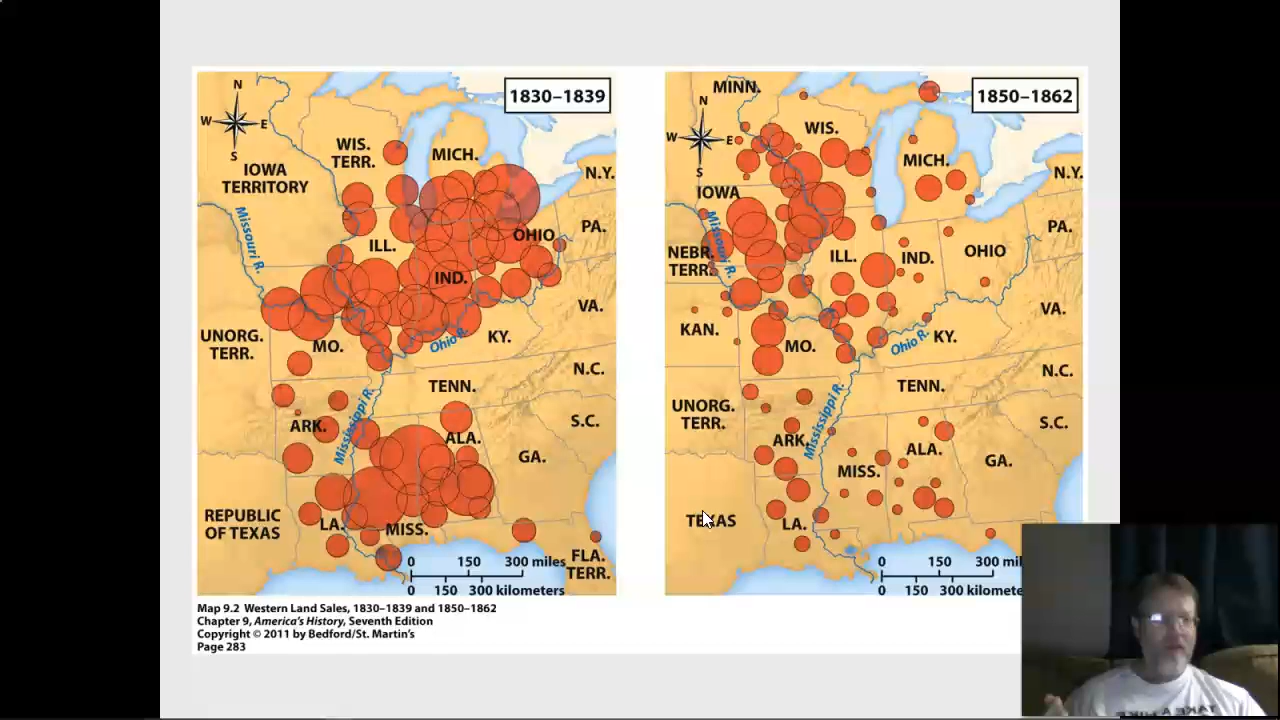 1830–1839
N
W
E
S
WIS.
TERR.
MICH.
IOWA
TERRITORY
N.Y.
Missouri R.
PA.
OHIO
ILL.
IND.
VA.
UNORG.
TERR.
MO.
Ohio R.
KY.
N.C.
TENN.
Mississippi R.
S.C.
ARK.
ALA.
GA.
REPUBLIC
OF TEXAS
LA.
MISS.
FLA.
TERR.
0 150 300 miles
0 150 300 kilometers
1850–1862
MINN.
N
W
E
S
WIS.
MICH.
N.Y.
IOWA
Missouri R.
PA.
NEBR.
TERR.
ILL.
IND.
OHIO
VA.
KAN.
MO.
Ohio R.
KY.
N.C.
TENN.
UNORG.
TERR.
Mississippi R.
S.C.
ARK.
ALA.
GA.
MISS.
TEXAS
LA.
0 150 300 mil
0 150 300 kilomete
Map 9.2 Western Land Sales, 1830–1839 and 1850–1862
Chapter 9, America's History, Seventh Edition
Copyright © 2011 by Bedford/St. Martin's
Page 283